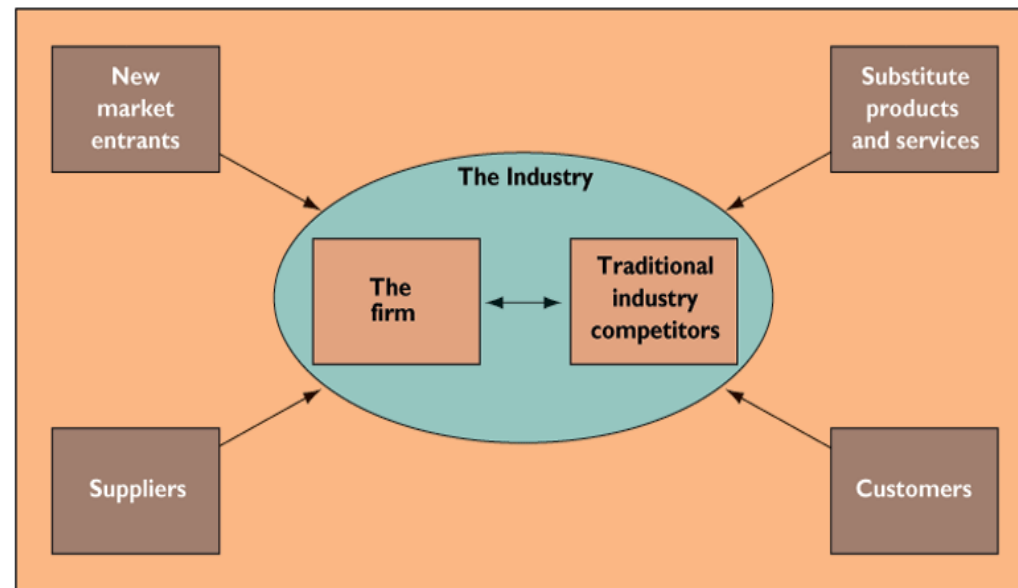 New
market
entrants
Substitute
products
and services
The Industry
The
firm
Traditional
industry
competitors
Suppliers
Customers